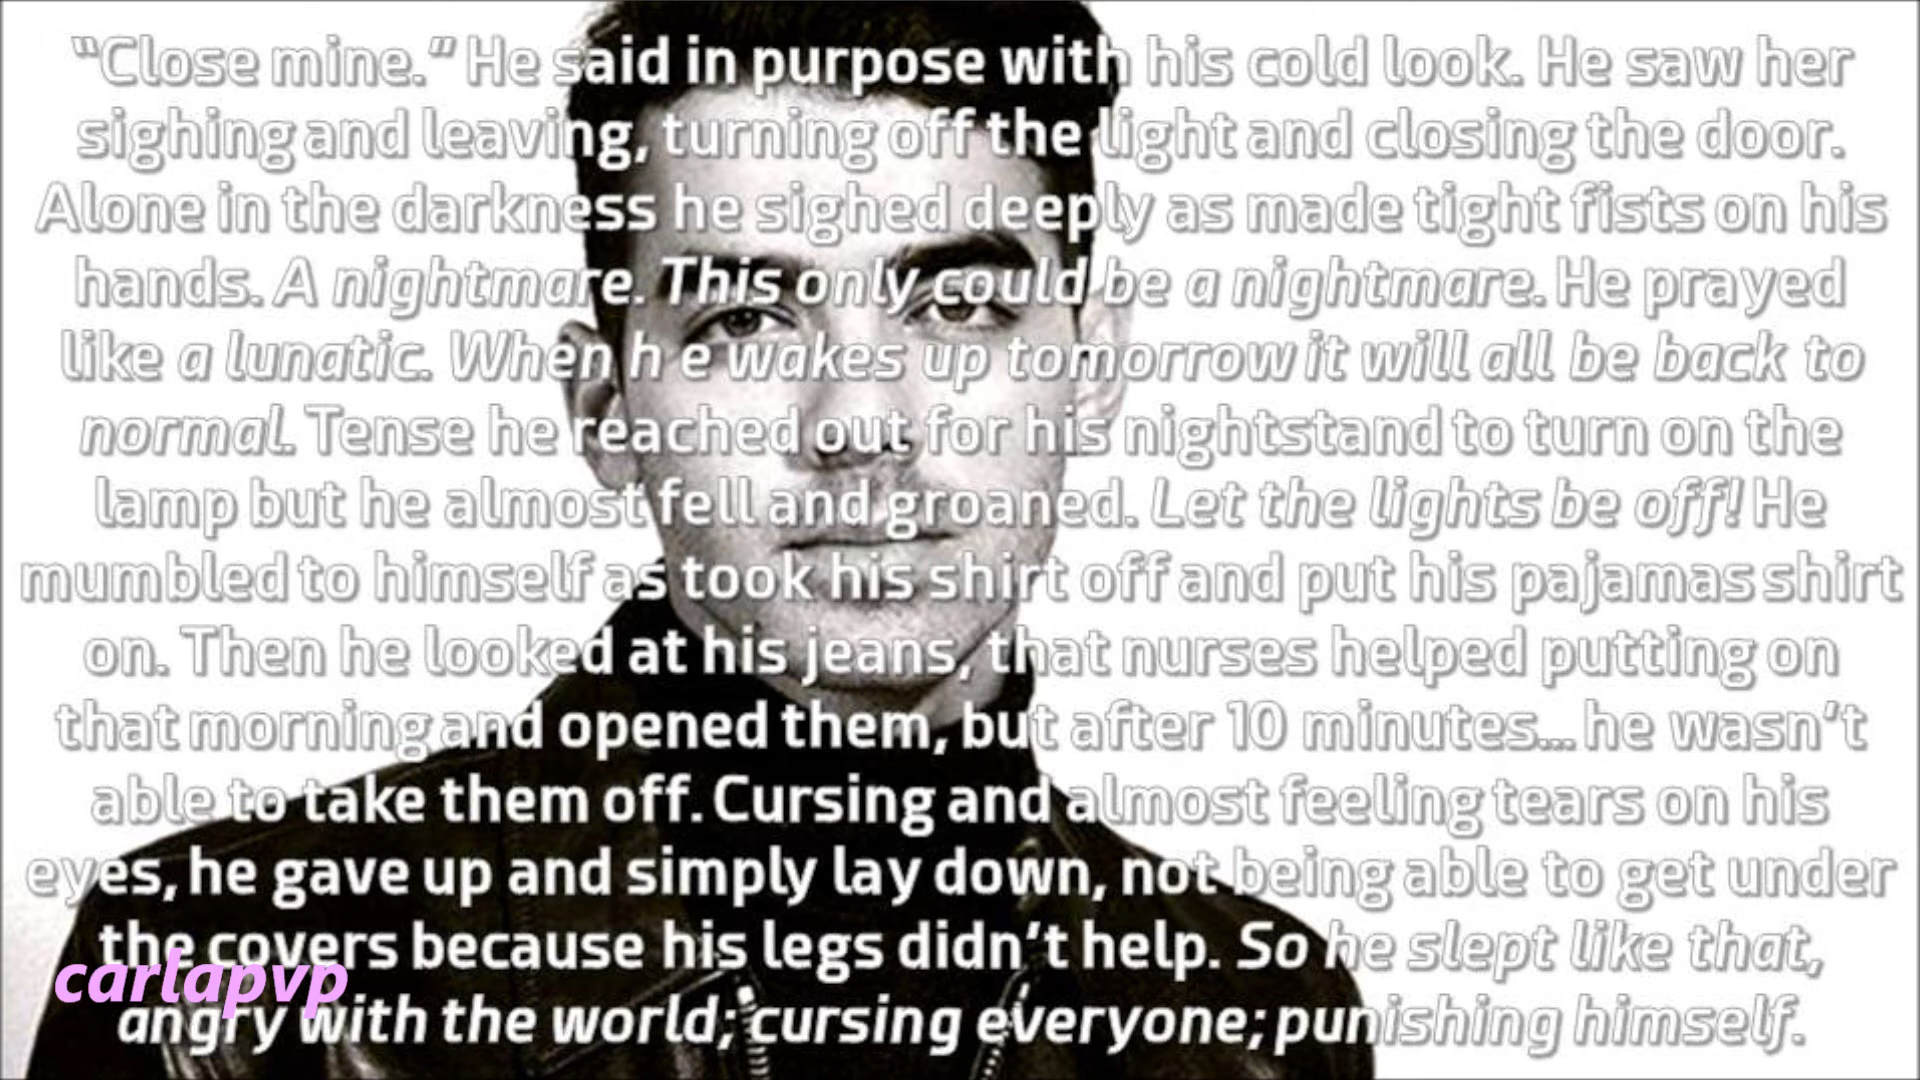 “Close mine.” He said in purpose with his cold look. He saw her
sighing and leaving, turning off the light and closing the door.
Alone in the darkness he sighed deeply as made tight fists on his
hands. A nightmare. This only could be a nightmare. He prayed
like a lunatic. When h e wakes up tomorrow it will all be back to
normal. Tense he reached out for his nightstand to turn on the
lamp but he almost fell and groaned. Let the lights be off! He
mumbled to himself as took his shirt off and put his pajamas shirt
on. Then he looked at his jeans, that nurses helped putting on
that morning and opened them, but after 10 minutes... he wasn’t
able to take them off. Cursing and almost feeling tears on his
eyes, he gave up and simply lay down, not being able to get under
the covers because his legs didn’t help. So he slept like that,
angry with the world; cursing everyone; punishing himself.
carlapvp